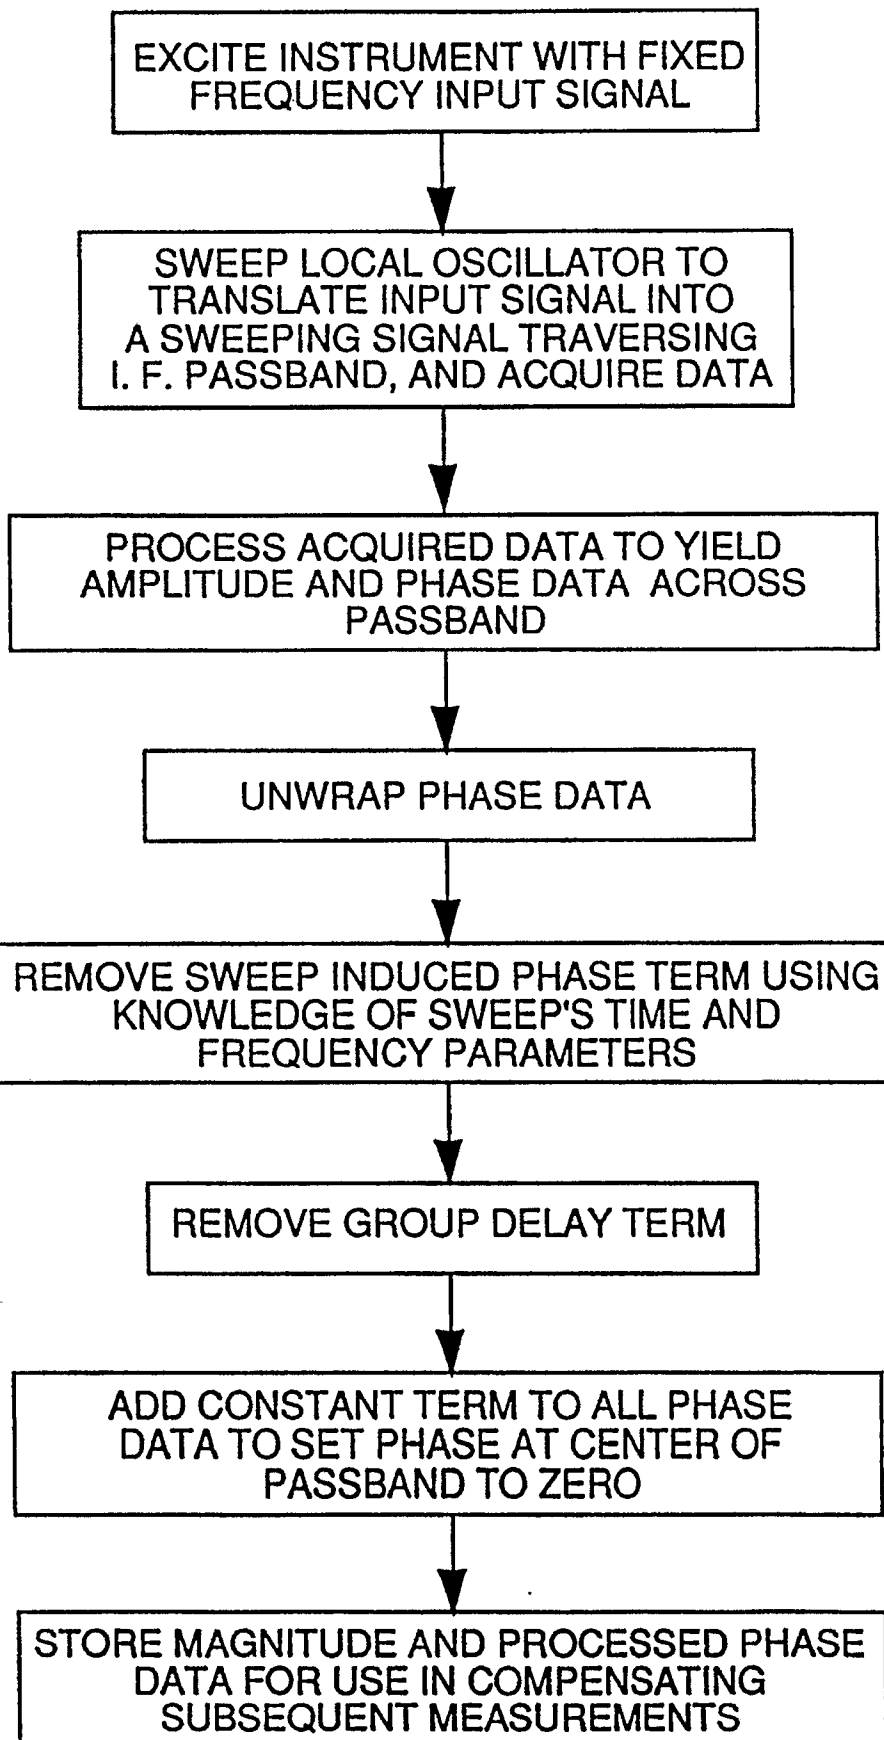 EXCITE INSTRUMENT WITH FIXED
FREQUENCY INPUT SIGNAL
SWEEP LOCAL OSCILLATOR TO
TRANSLATE INPUT SIGNAL INTO
A SWEEPING SIGNAL TRAVERSING
I. F. PASSBAND, AND ACQUIRE DATA
PROCESS ACQUIRED DATA TO YIELD
AMPLITUDE AND PHASE DATA ACROSS
PASSBAND
UNWRAP PHASE DATA
REMOVE SWEEP INDUCED PHASE TERM USING
KNOWLEDGE OF SWEEP'S TIME AND
FREQUENCY PARAMETERS
REMOVE GROUP DELAY TERM
ADD CONSTANT TERM TO ALL PHASE
DATA TO SET PHASE AT CENTER OF
PASSBAND TO ZERO
STORE MAGNITUDE AND PROCESSED PHASE
DATA FOR USE IN COMPENSATING
SUBSEQUENT MEASUREMENTS